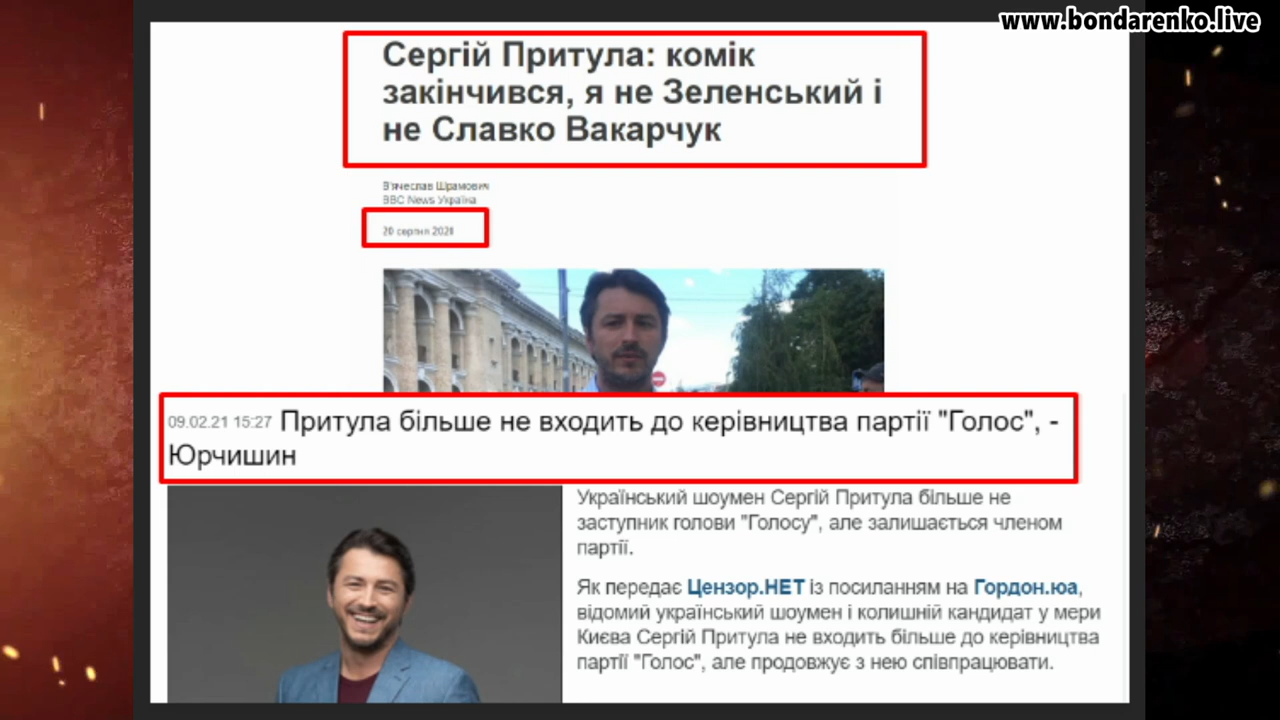 www.bondarenko.live
Сергій Притула: комік
закінчився, я не Зеленський і
не Славко Вакарчук
В'ячеслав Шрамович
BBC News Україна
20 серпня 2020
09.02.21 15:27 Притула більше не входить до керівництва партії "Голос", -
Юрчишин
Український шоумен Сергій Притула більше не
заступник голови "Голосу", але залишається членом
партії.
Як передає Цензор.НЕТ із посиланням на Гордон.юа,
відомий український шоумен і колишній кандидат у мери
Києва Сергій Притула не входить більше до керівництва
партії "Голос", але продовжує з нею співпрацювати.